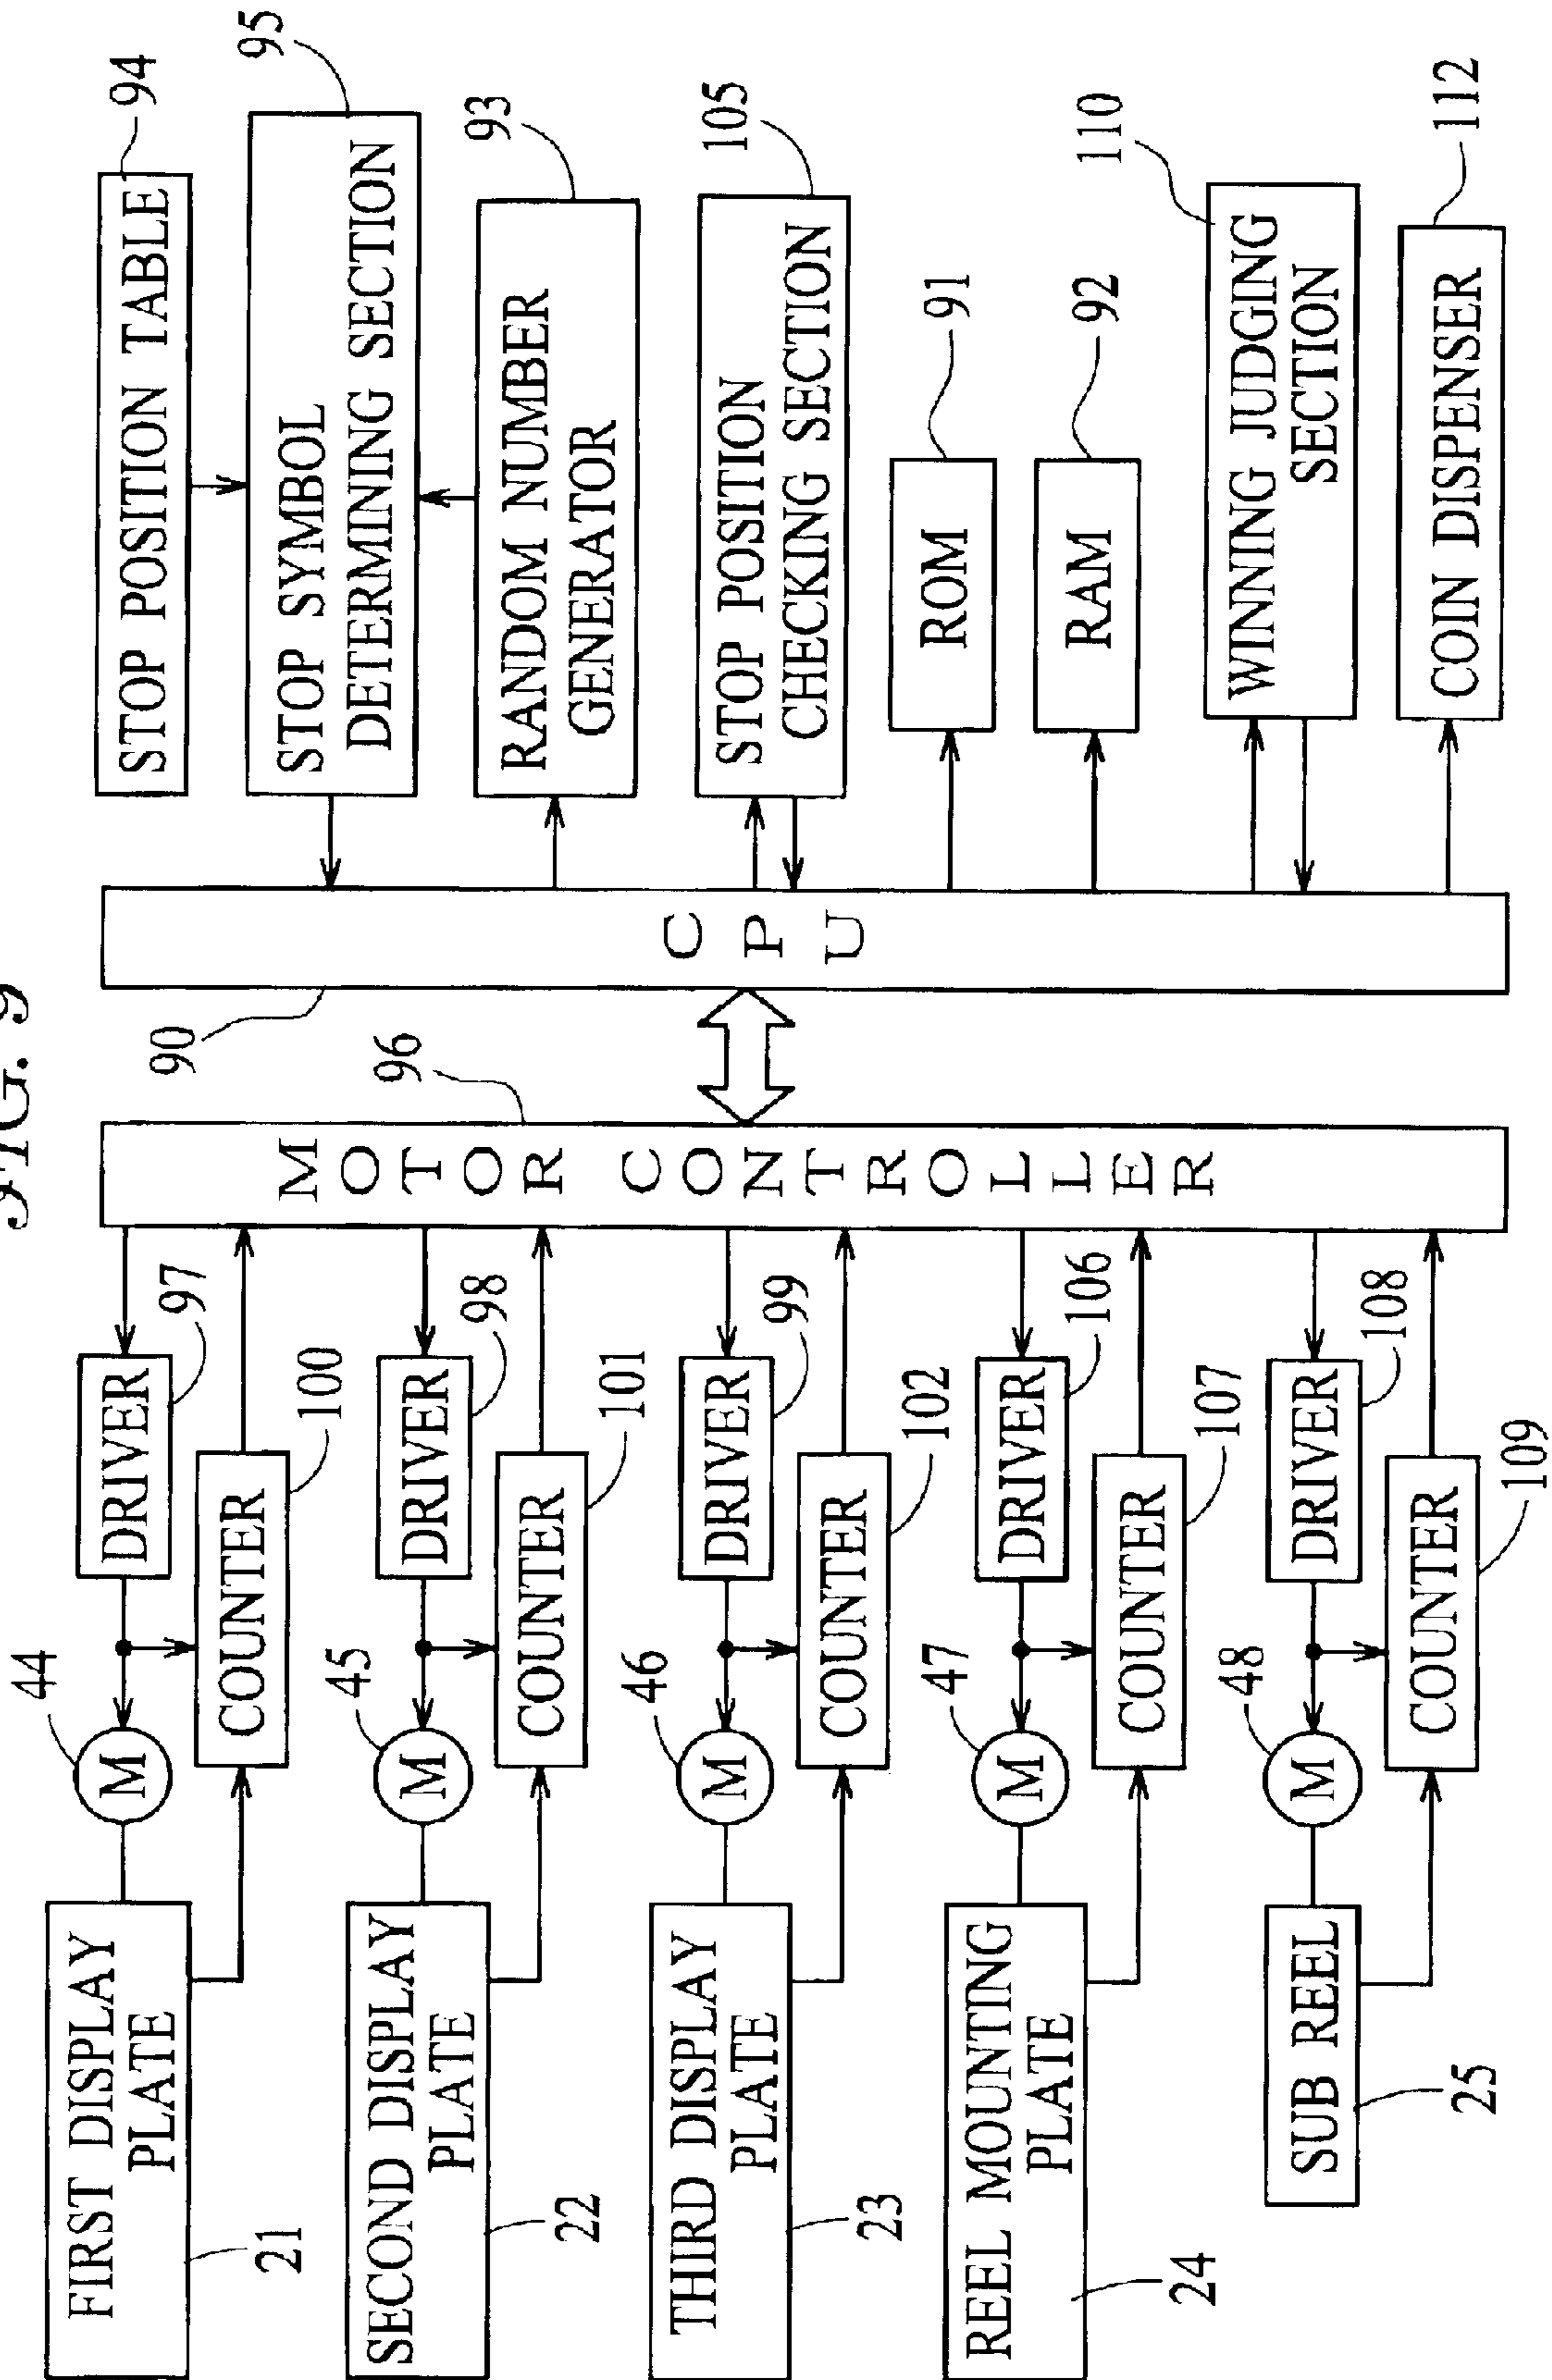 FIG. 9
FIRST DISPLAY
PLATE
21
M
44
DRIVER
97
COUNTER
100
SECOND DISPLAY
PLATE
22
M
45
DRIVER
98
COUNTER
101
THIRD DISPLAY
PLATE
23
M
46
DRIVER
99
COUNTER
102
REEL MOUNTING
PLATE
24
M
47
DRIVER
106
COUNTER
107
SUB REEL
25
M
48
DRIVER
108
COUNTER
109
MOTOR CONTROLLER
96
CPU
90
STOP POSITION TABLE
94
STOP SYMBOL
DETERMINING SECTION
95
RANDOM NUMBER
GENERATOR
93
STOP POSITION
CHECKING SECTION
105
ROM
91
RAM
92
WINNING JUDGING
SECTION
110
COIN DISPENSER
112